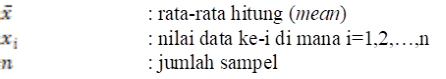 x̄ : rata-rata hitung (mean)
xᵢ : nilai data ke-i di mana i=1,2,…,n
n : jumlah sampel